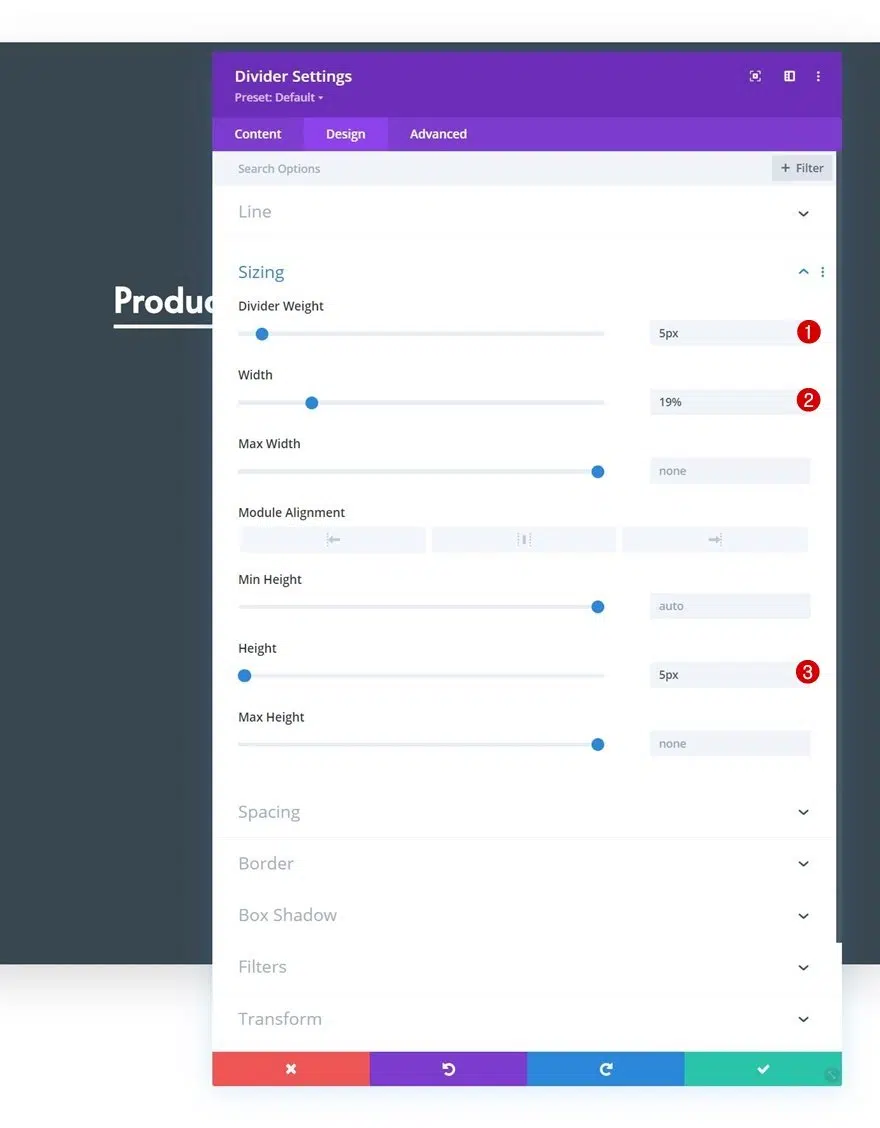 Divider Settings
Preset: Default
Content Design Advanced
Search Options + Filter
Line
Sizing
Produc
Divider Weight
5px 1
Width
19% 2
Max Width
none
Module Alignment
Min Height
auto
Height
5px 3
Max Height
none
Spacing
Border
Box Shadow
Filters
Transform